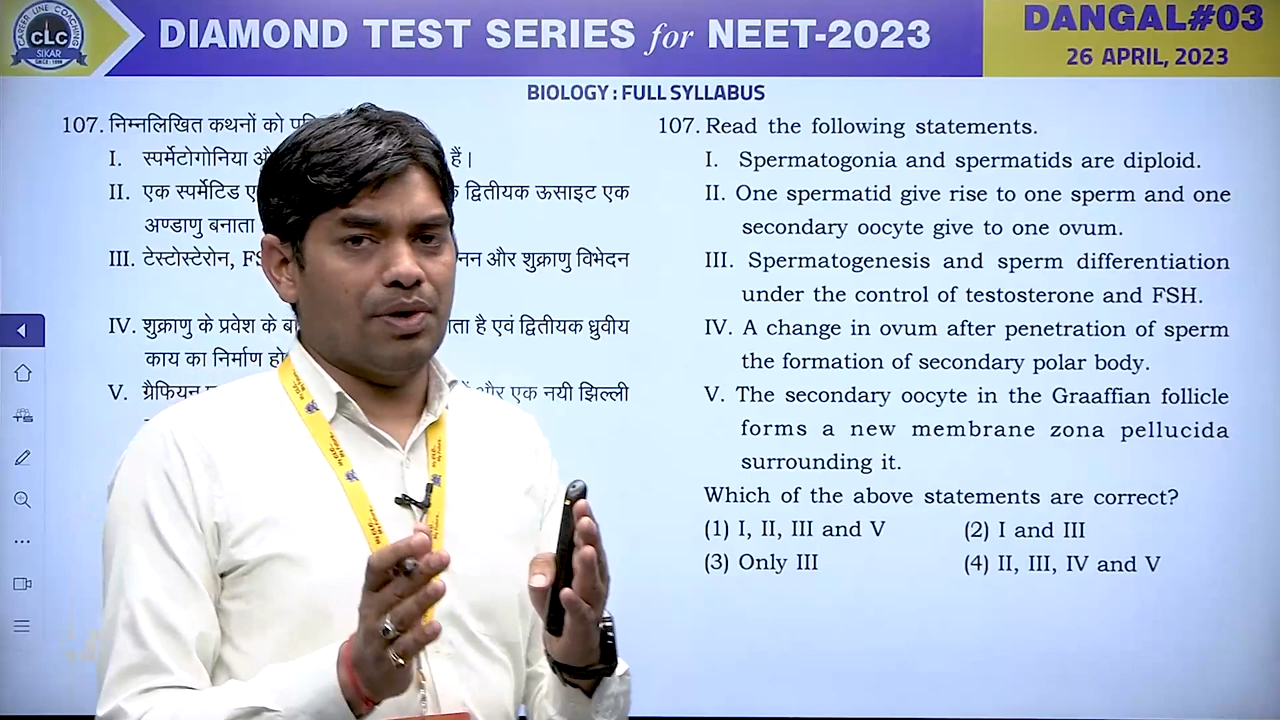 CAREER LINE COACHING
CLC
SIKAR
SINCE : 1996
DIAMOND TEST SERIES for NEET-2023
DANGAL#03
26 APRIL, 2023
BIOLOGY : FULL SYLLABUS
107. निम्नलिखित कथनों को
I. स्पर्मेटोगोनिया हैं |
II. एक स्पर्मेटिड द्वितीयक ऊसाइट एक
अण्डाणु बनाता
III. टेस्टोस्टेरोन, और शुक्राणु विभेदन
IV. शुक्राणु के प्रवेश के है एवं द्वितीयक ध्रुवीय
काय का निर्माण
V. ग्रैफियन और एक नयी झिल्ली
107. Read the following statements.
I. Spermatogonia and spermatids are diploid.
II. One spermatid give rise to one sperm and one
secondary oocyte give to one ovum.
III. Spermatogenesis and sperm differentiation
under the control of testosterone and FSH.
IV. A change in ovum after penetration of sperm
the formation of secondary polar body.
V. The secondary oocyte in the Graaffian follicle
forms a new membrane zona pellucida
surrounding it.
Which of the above statements are correct?
(1) I, II, III and V (2) I and III
(3) Only III (4) II, III, IV and V